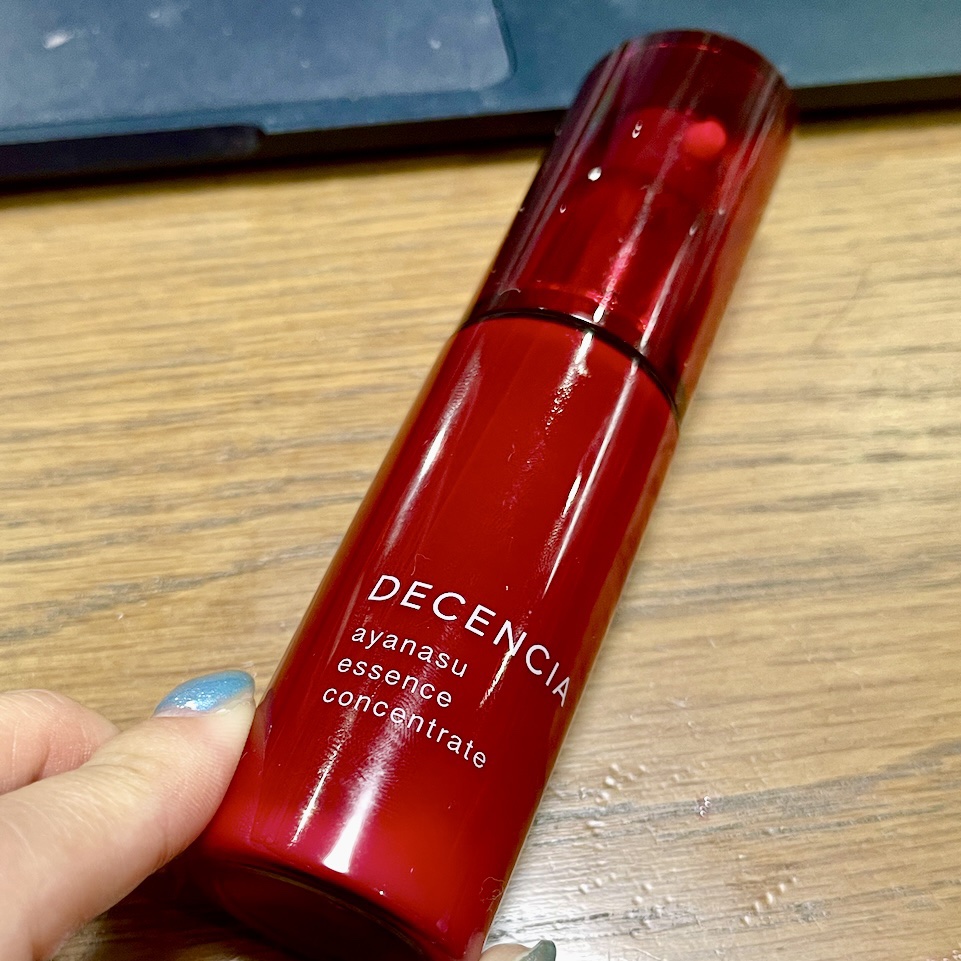 DECENCIA
ayanasu
essence
concentrate